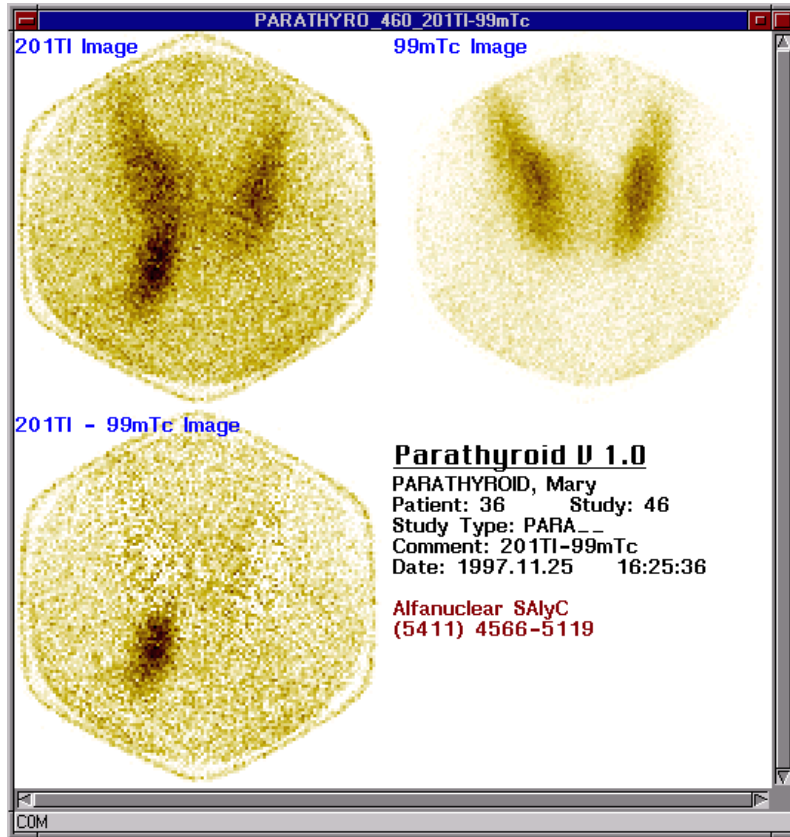 PARATHYRO_460_201Tl-99mTc
201Tl Image
99mTc Image
201Tl - 99mTc Image
Parathyroid V 1.0
PARATHYROID, Mary
Patient: 36 Study: 46
Study Type: PARA__
Comment: 201Tl-99mTc
Date: 1997.11.25 16:25:36
Alfanuclear SAIyC
(5411) 4566-5119
COM